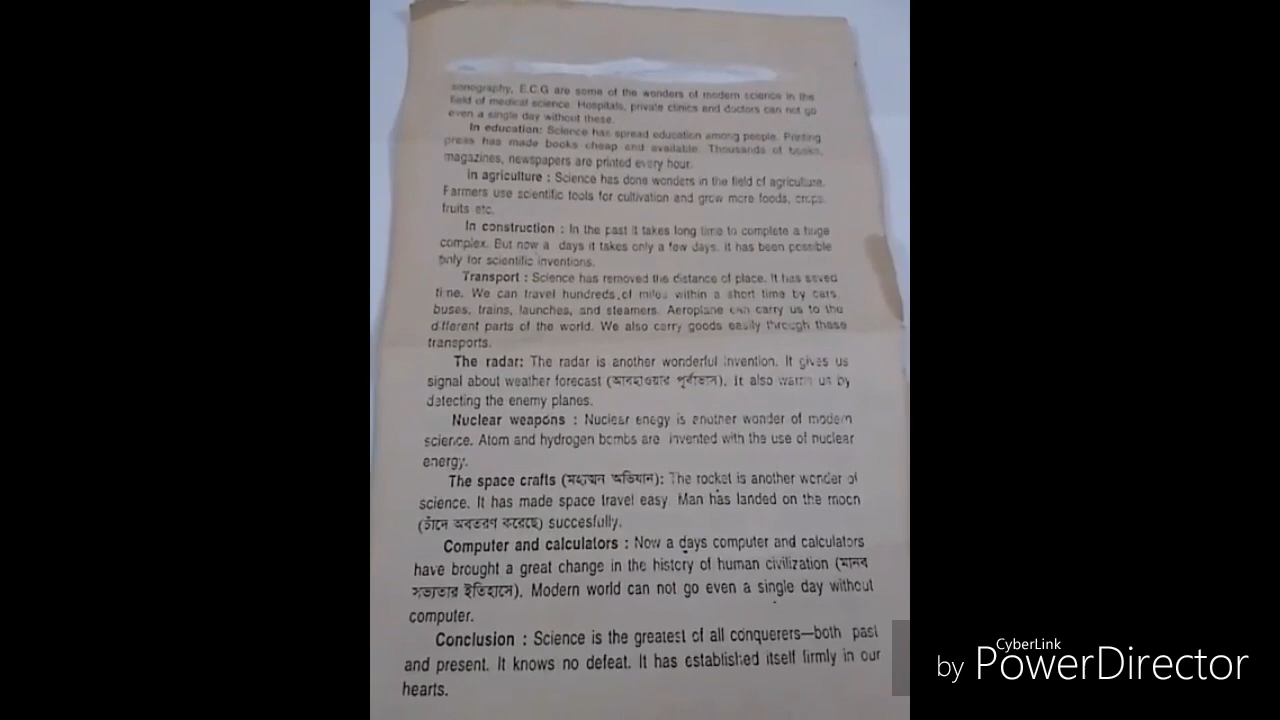 sonography, E.C.G are some of the wonders of modern science in the
field of medical science. Hospitals, private clinics and doctors can not go
even a single day without these.
In education: Science has spread education among people. Printing
press has made books cheap and available. Thousands of books,
magazines, newspapers are printed every hour.
In agriculture : Science has done wonders in the field of agriculture.
Farmers use scientific tools for cultivation and grow more foods, crops,
fruits etc.
In construction : In the past it takes long time to complete a huge
complex. But now a days it takes only a few days. It has been possible
only for scientific inventions.
Transport : Science has removed the distance of place. It has saved
time. We can travel hundreds of miles within a short time by cars,
buses, trains, launches, and steamers. Aeroplane can carry us to the
different parts of the world. We also carry goods easily through these
transports.
The radar: The radar is another wonderful invention. It gives us
signal about weather forecast (আবহাওয়ার পূর্বাভাস). It also warns us by
detecting the enemy planes.
Nuclear weapons : Nuclear enegy is another wonder of modern
science. Atom and hydrogen bombs are invented with the use of nuclear
energy.
The space crafts (মহাশূন্য অভিযান): The rocket is another wonder of
science. It has made space travel easy. Man has landed on the moon
(চাঁদে অবতরণ করেছে) succesfully.
Computer and calculators : Now a days computer and calculators
have brought a great change in the history of human civilization (মানব
সভ্যতার ইতিহাসে). Modern world can not go even a single day without
computer.
Conclusion : Science is the greatest of all conquerers—both past
and present. It knows no defeat. It has established itself firmly in our
hearts.
CyberLink
by PowerDirector